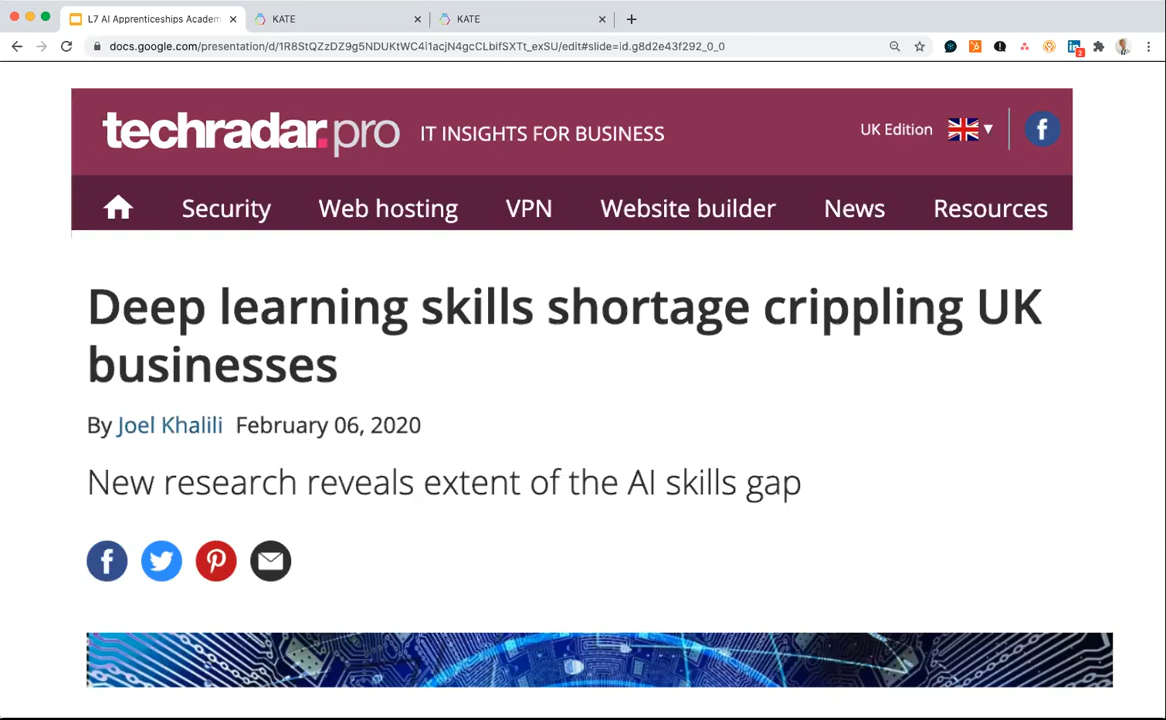 L7 AI Apprenticeships Academ
KATE
KATE
docs.google.com/presentation/d/1R8StQZzDZ9g5NDUKtWC4i1acjN4gcCLbifSXTt_exSU/edit#slide=id.g8d2e43f292_0_0
2
techradar.pro IT INSIGHTS FOR BUSINESS
UK Edition
Security Web hosting VPN Website builder News Resources
Deep learning skills shortage crippling UK
businesses
By Joel Khalili February 06, 2020
New research reveals extent of the AI skills gap